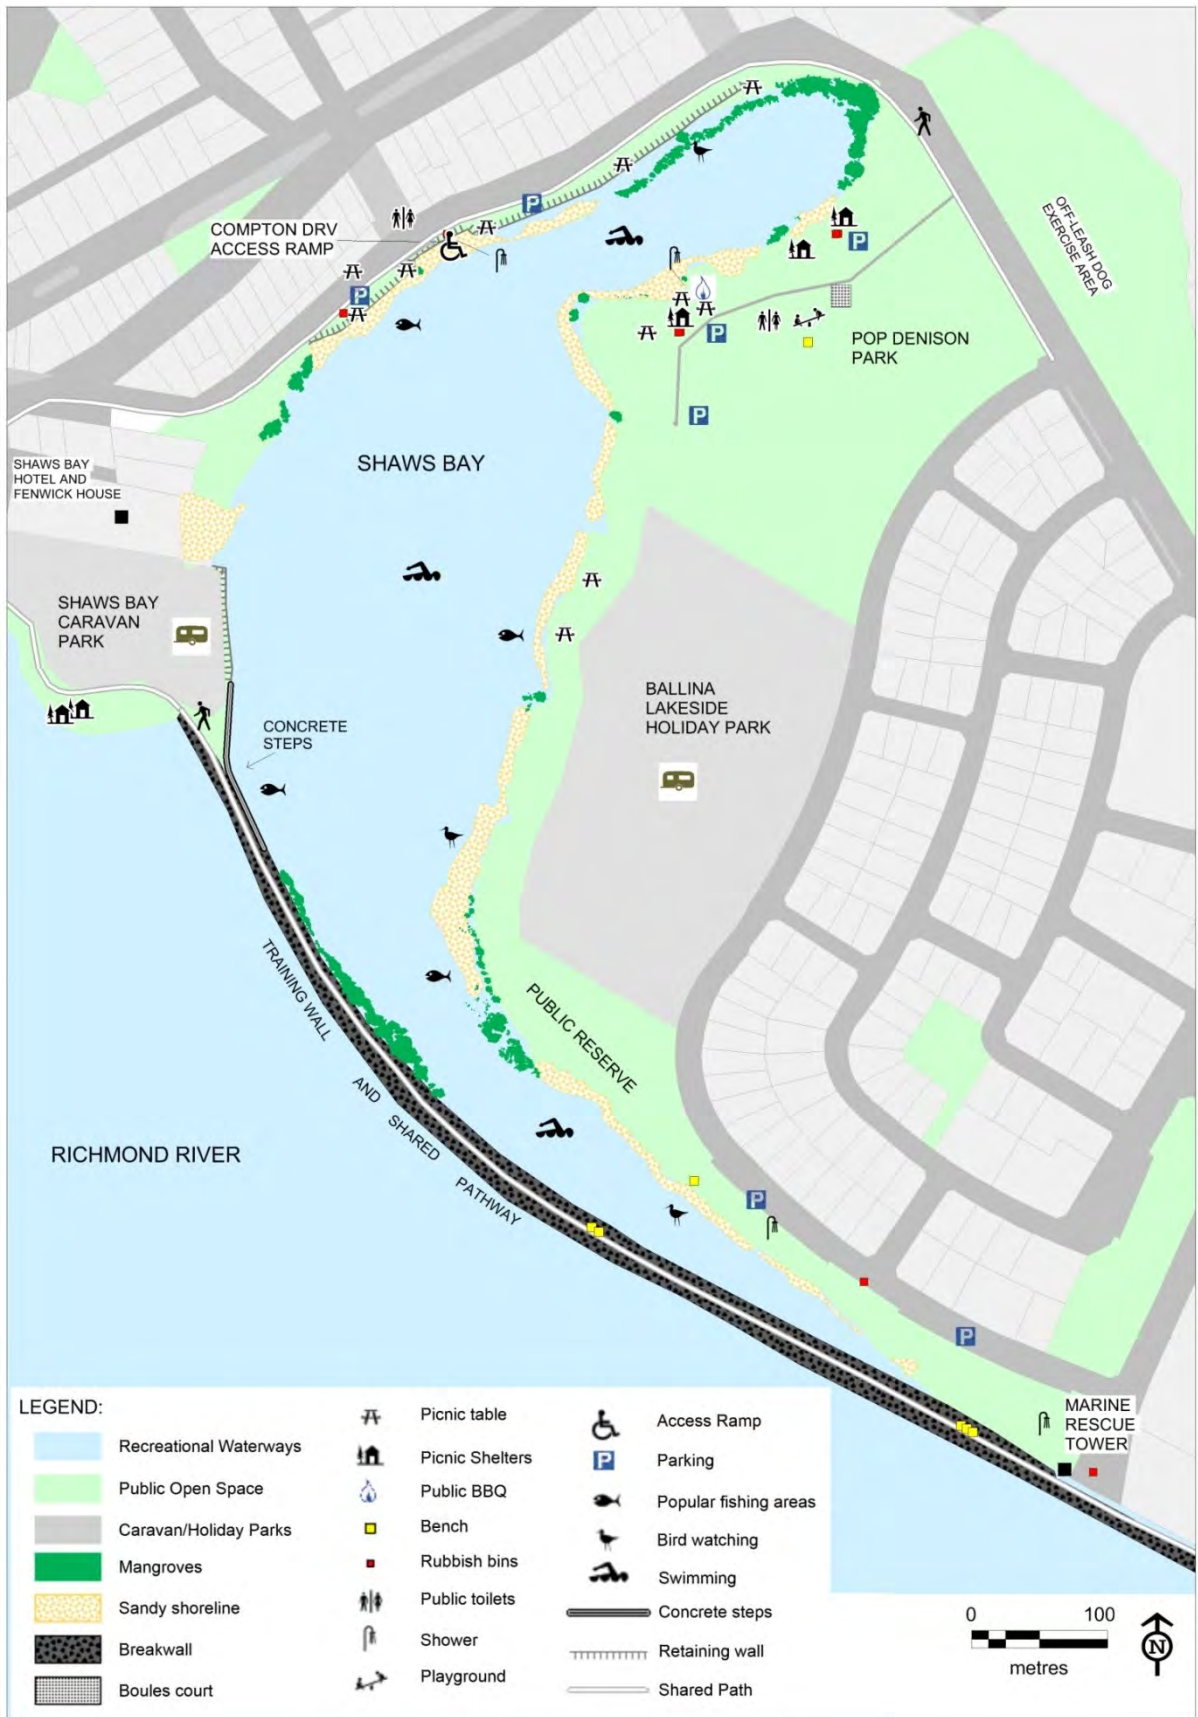 COMPTON DRV
ACCESS RAMP
OFF-LEASH DOG
EXERCISE AREA
P
P
P
P
P
POP DENISON
PARK
SHAWS BAY
SHAWS BAY
HOTEL AND
FENWICK HOUSE
SHAWS BAY
CARAVAN
PARK
BALLINA
LAKESIDE
HOLIDAY PARK
CONCRETE
STEPS
TRAINING WALL
AND SHARED
PATHWAY
PUBLIC RESERVE
RICHMOND RIVER
P
P
MARINE
RESCUE
TOWER
LEGEND:
Recreational Waterways
Public Open Space
Caravan/Holiday Parks
Mangroves
Sandy shoreline
Breakwall
Boules court
Picnic table
Picnic Shelters
Public BBQ
Bench
Rubbish bins
Public toilets
Shower
Playground
Access Ramp
P Parking
Popular fishing areas
Bird watching
Swimming
Concrete steps
Retaining wall
Shared Path
0 100
metres
N